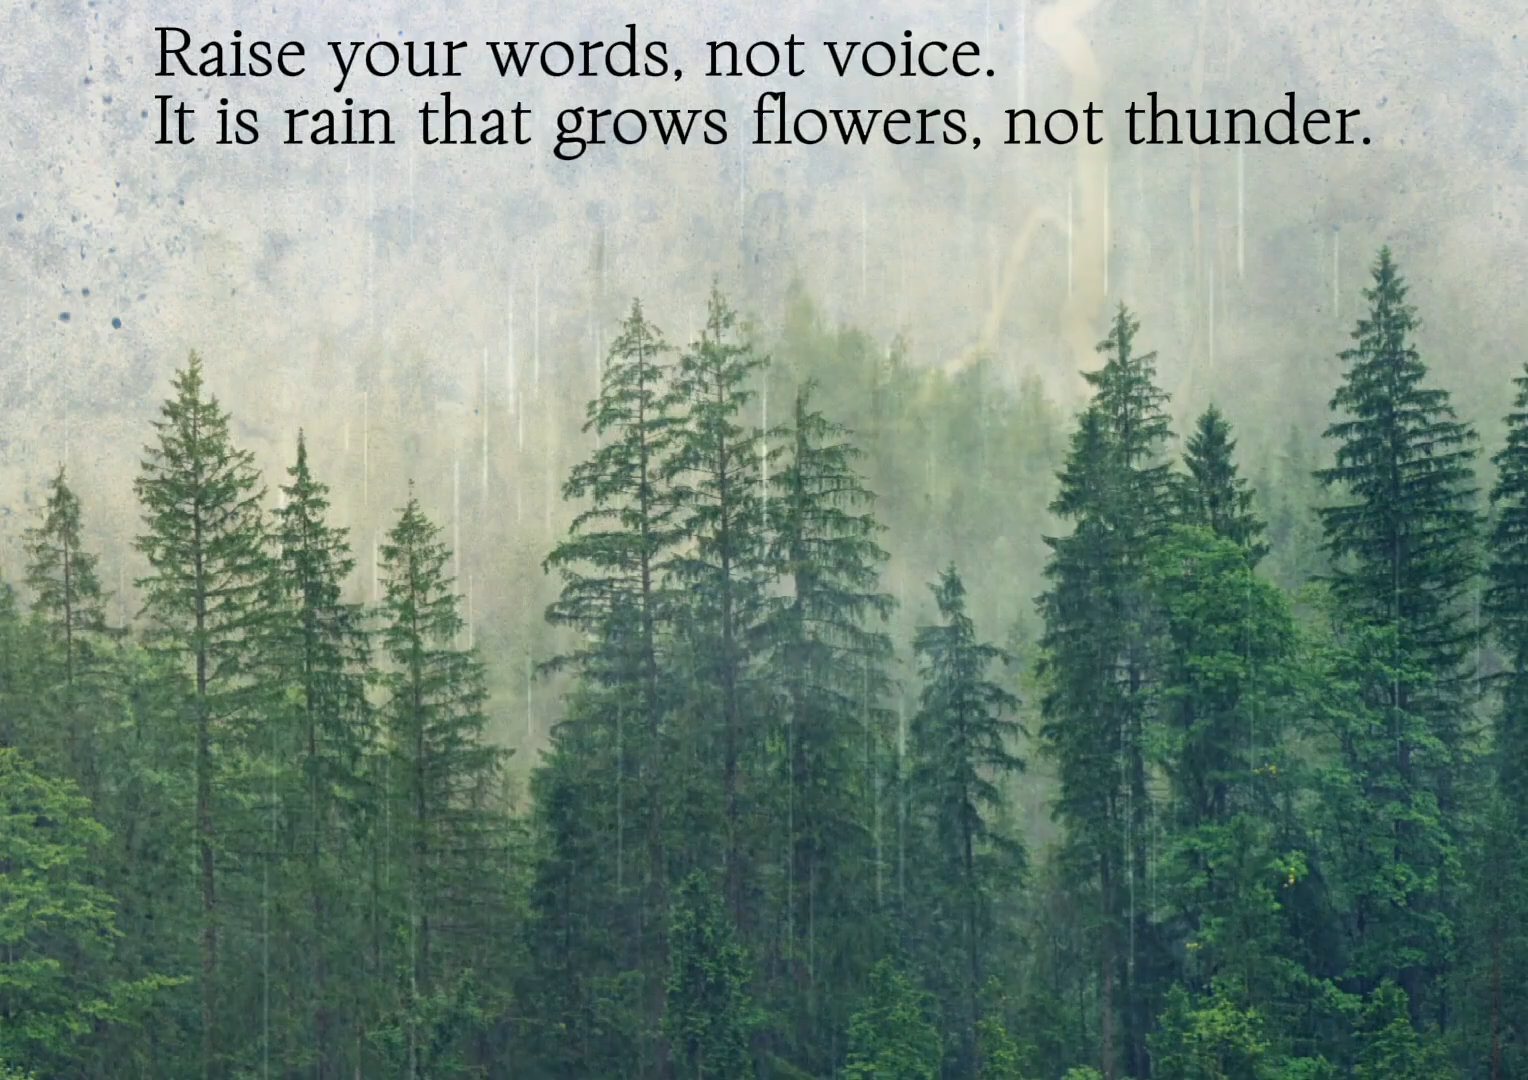 Raise your words, not voice.
It is rain that grows flowers, not thunder.